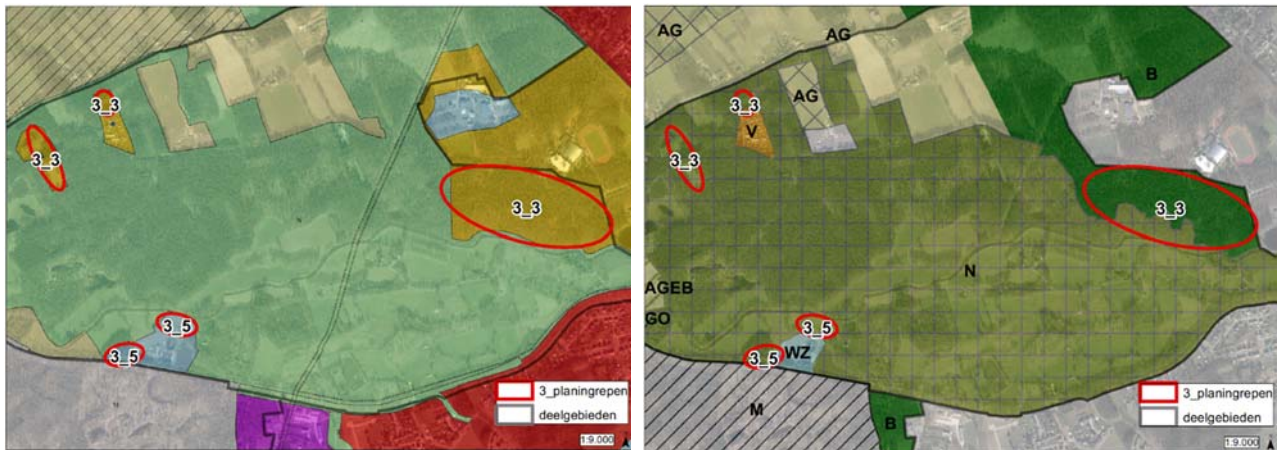 3_3
3_3
3_3
3_5
3_5
3_planingrepen
deelgebieden
1:9.000
AG
AG
B
3_3
AG
V
3_3
3_3
N
AGEB
GO
3_5
3_5
WZ
M
B
3_planingrepen
deelgebieden
1:9.000